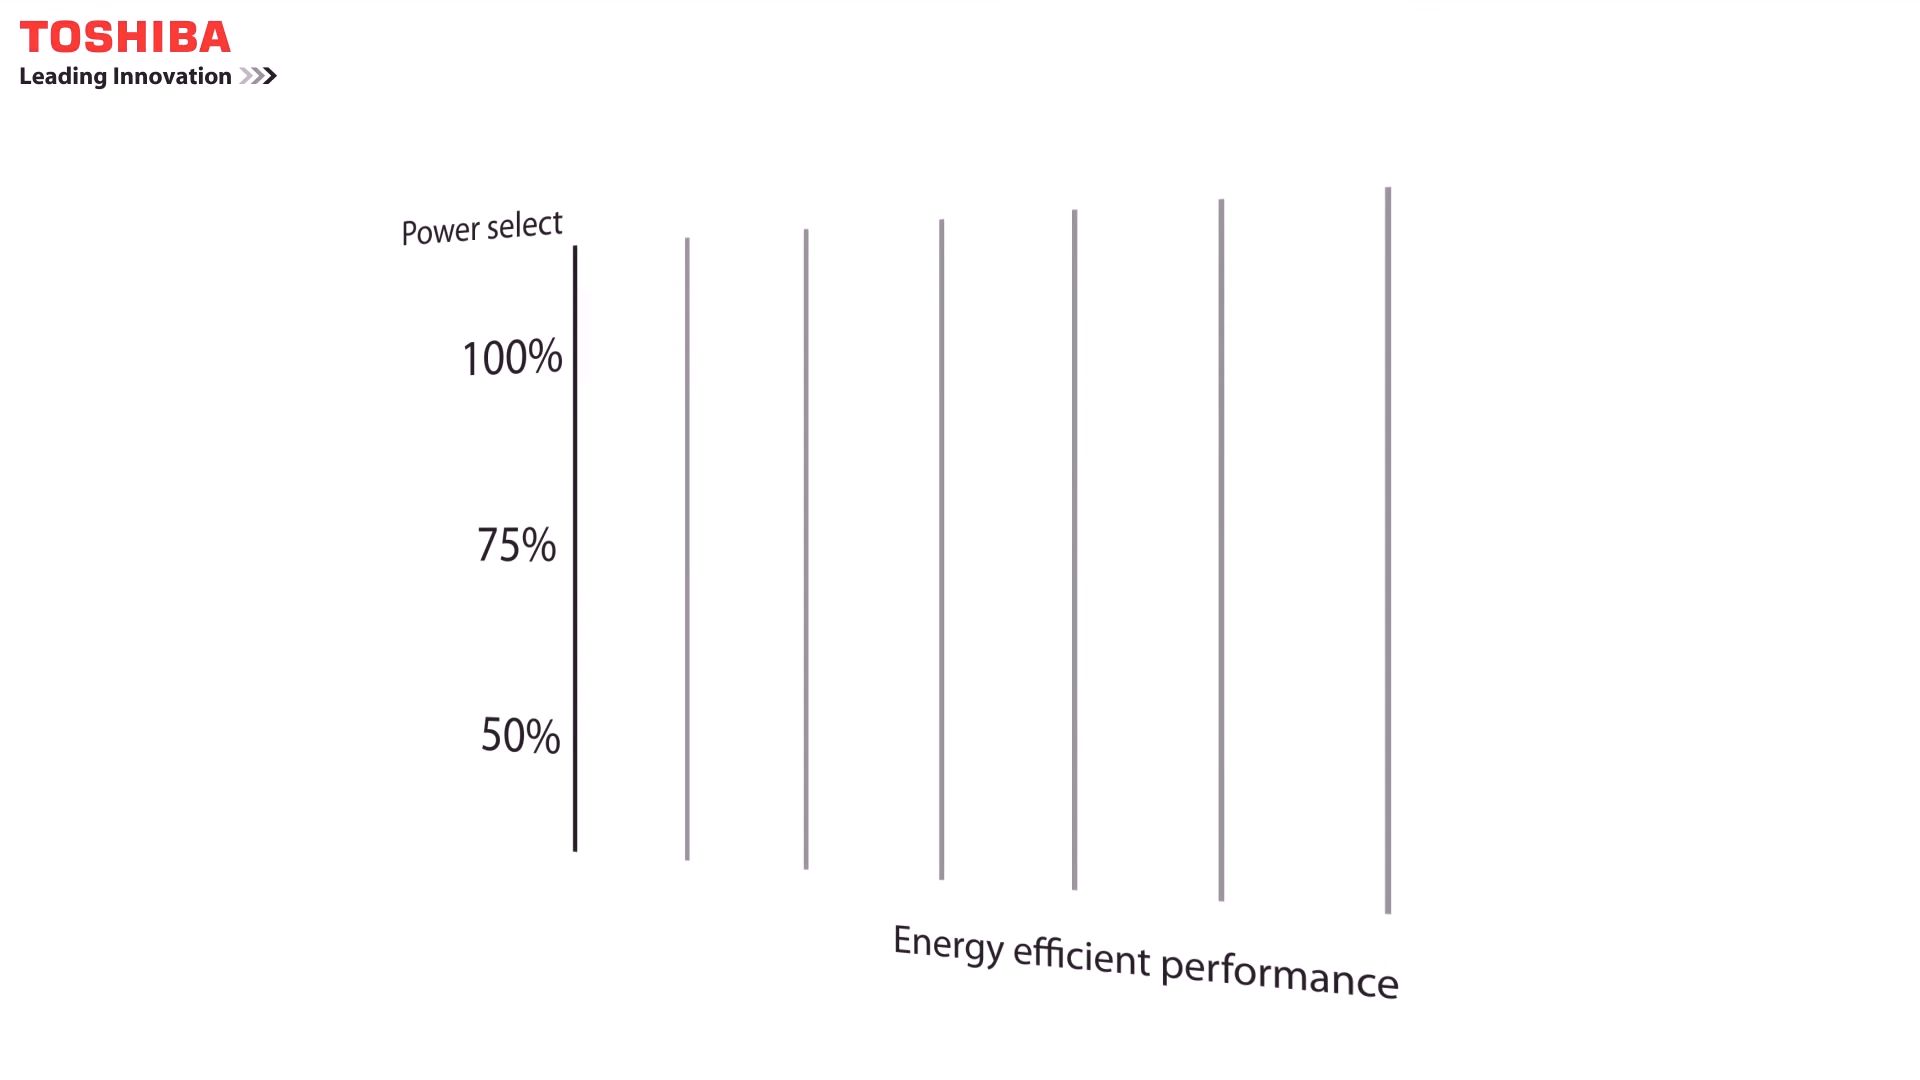 TOSHIBA
Leading Innovation
Power select
100%
75%
50%
Energy efficient performance